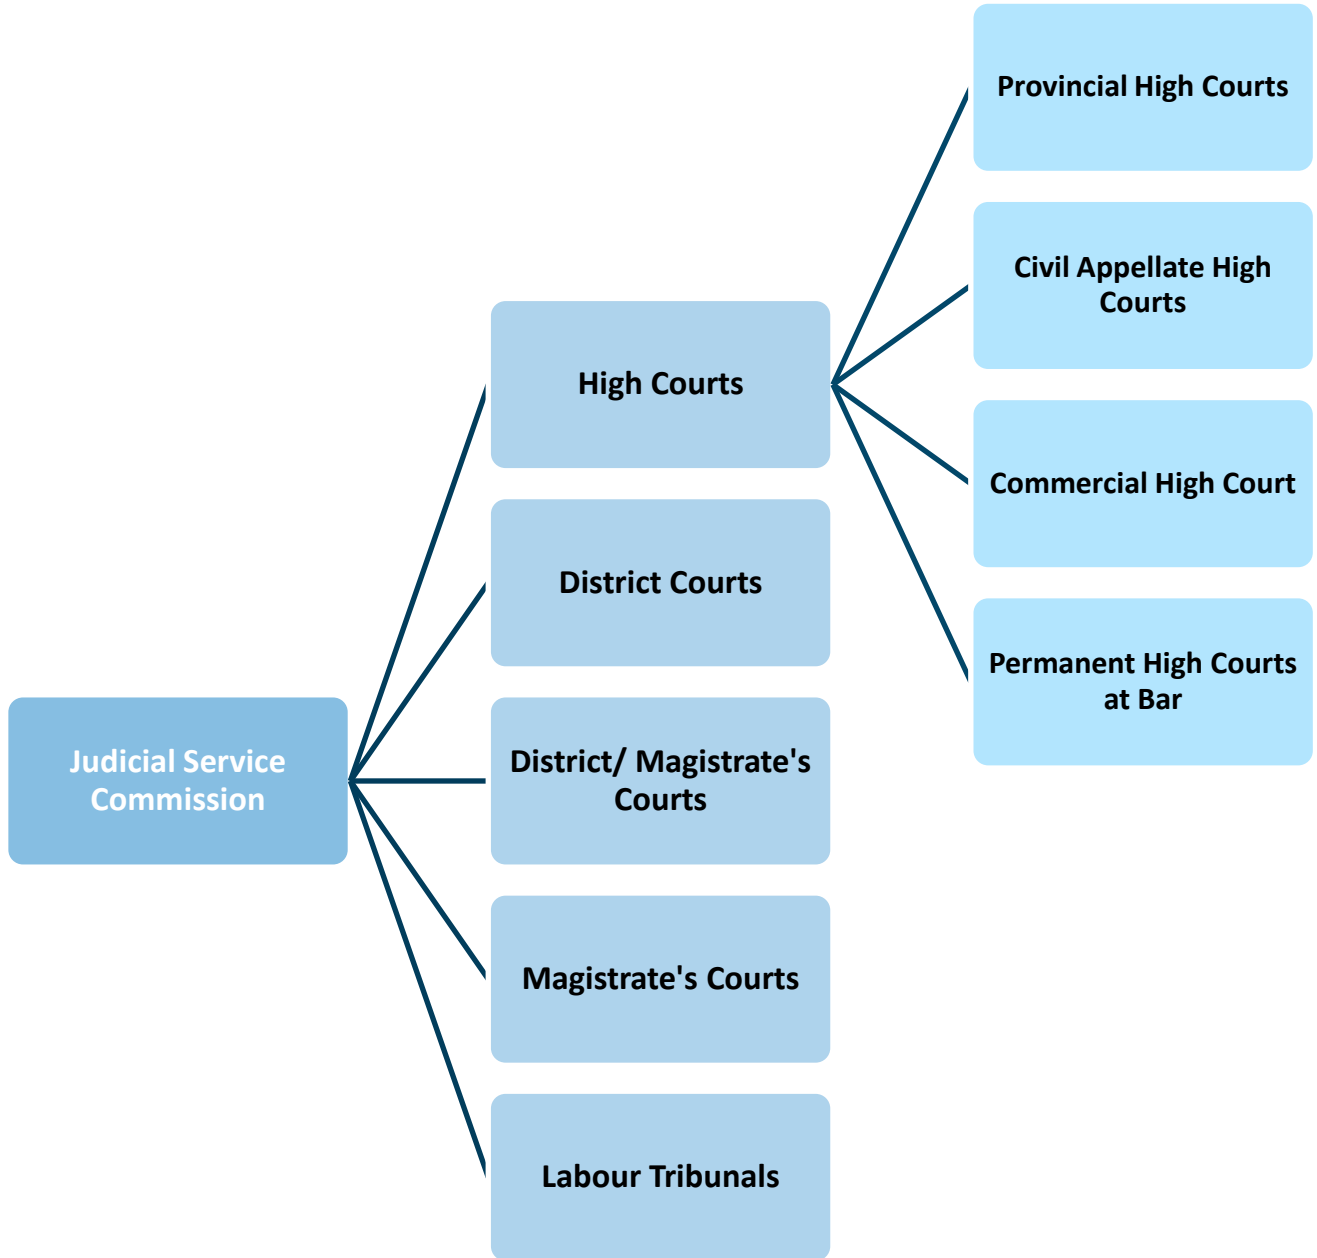 Judicial Service
Commission
High Courts
District Courts
District/ Magistrate's
Courts
Magistrate's Courts
Labour Tribunals
Provincial High Courts
Civil Appellate High
Courts
Commercial High Court
Permanent High Courts
at Bar